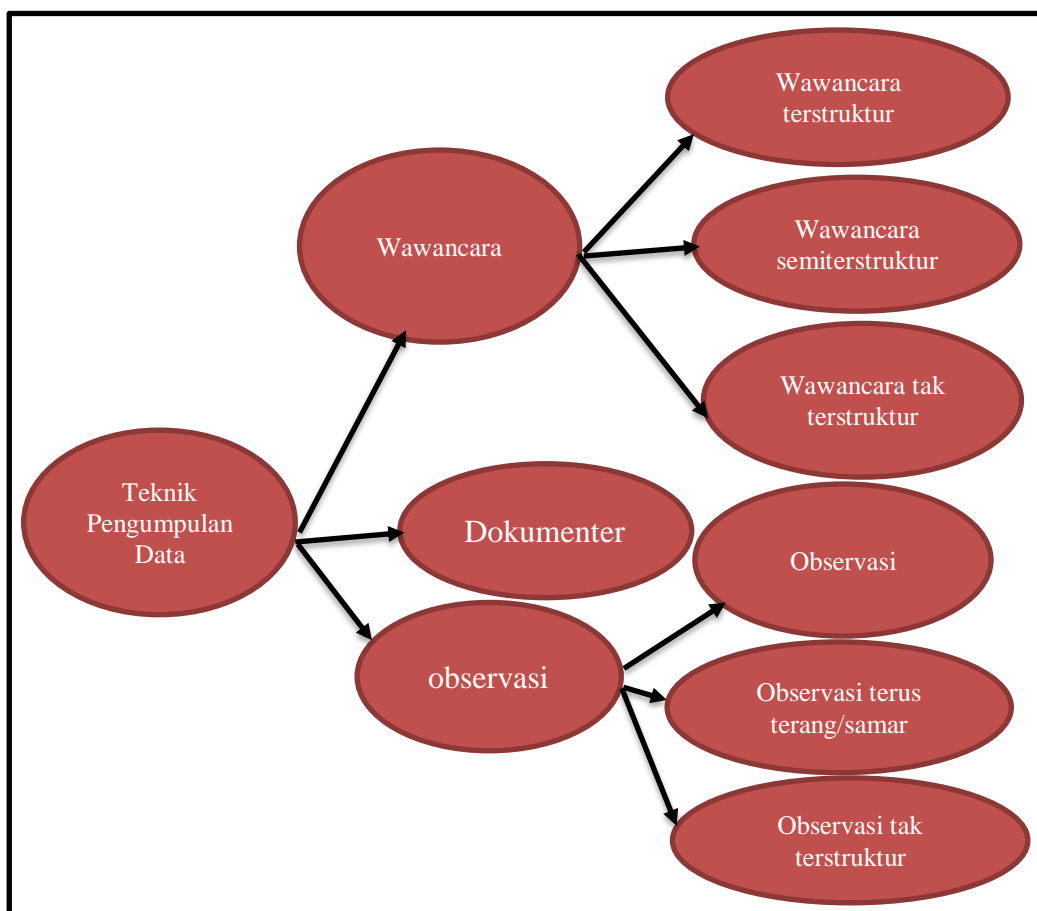 Wawancara
terstruktur
Wawancara
Wawancara
semiterstruktur
Wawancara tak
terstruktur
Teknik
Pengumpulan
Data
Dokumenter
Observasi
observasi
Observasi terus
terang/samar
Observasi tak
terstruktur